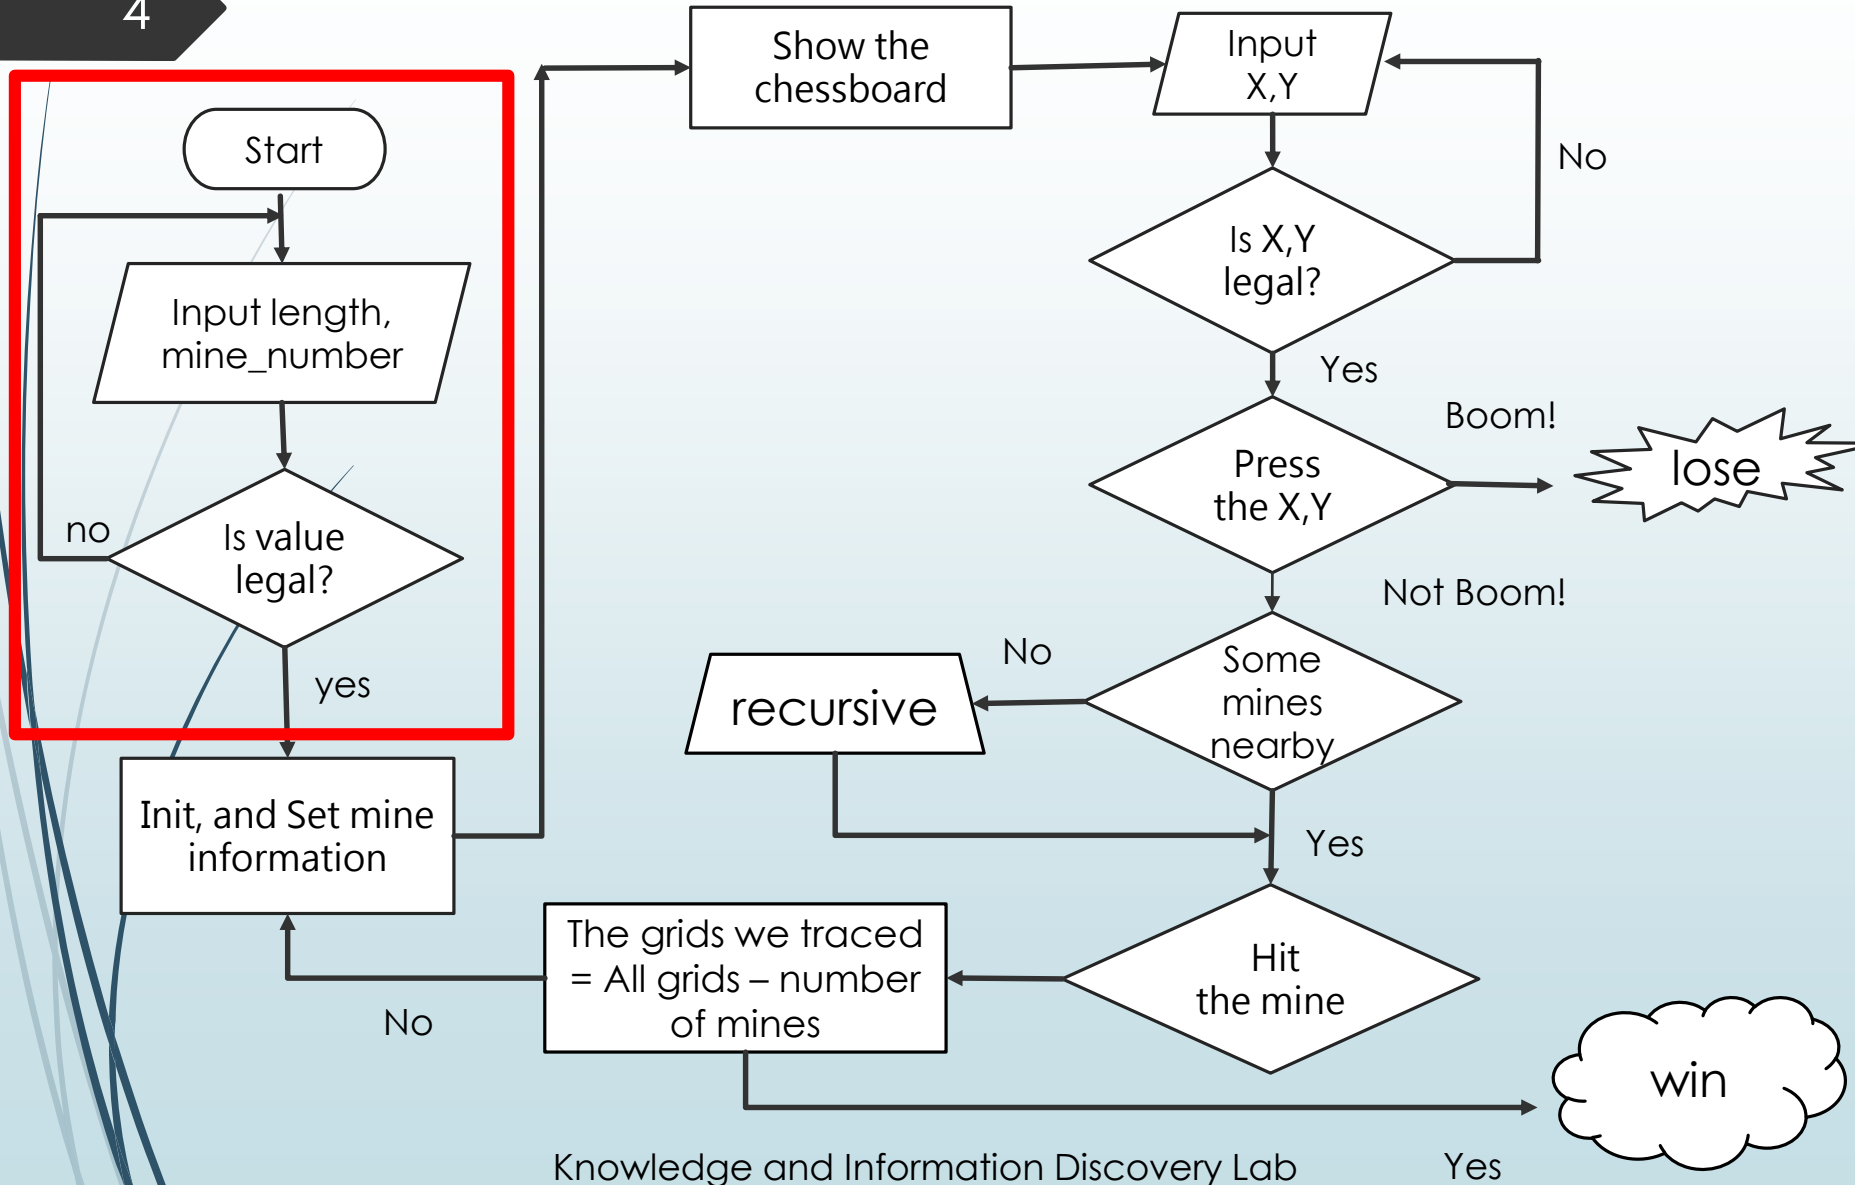 4
Start
Input length,
mine_number
no
Is value
legal?
yes
Init, and Set mine
information
Show the
chessboard
Input
X,Y
No
Is X,Y
legal?
Yes
Boom!
Press
the X,Y
lose
Not Boom!
Some
mines
nearby
No
recursive
Yes
Hit
the mine
The grids we traced
= All grids – number
of mines
No
win
Yes
Knowledge and Information Discovery Lab